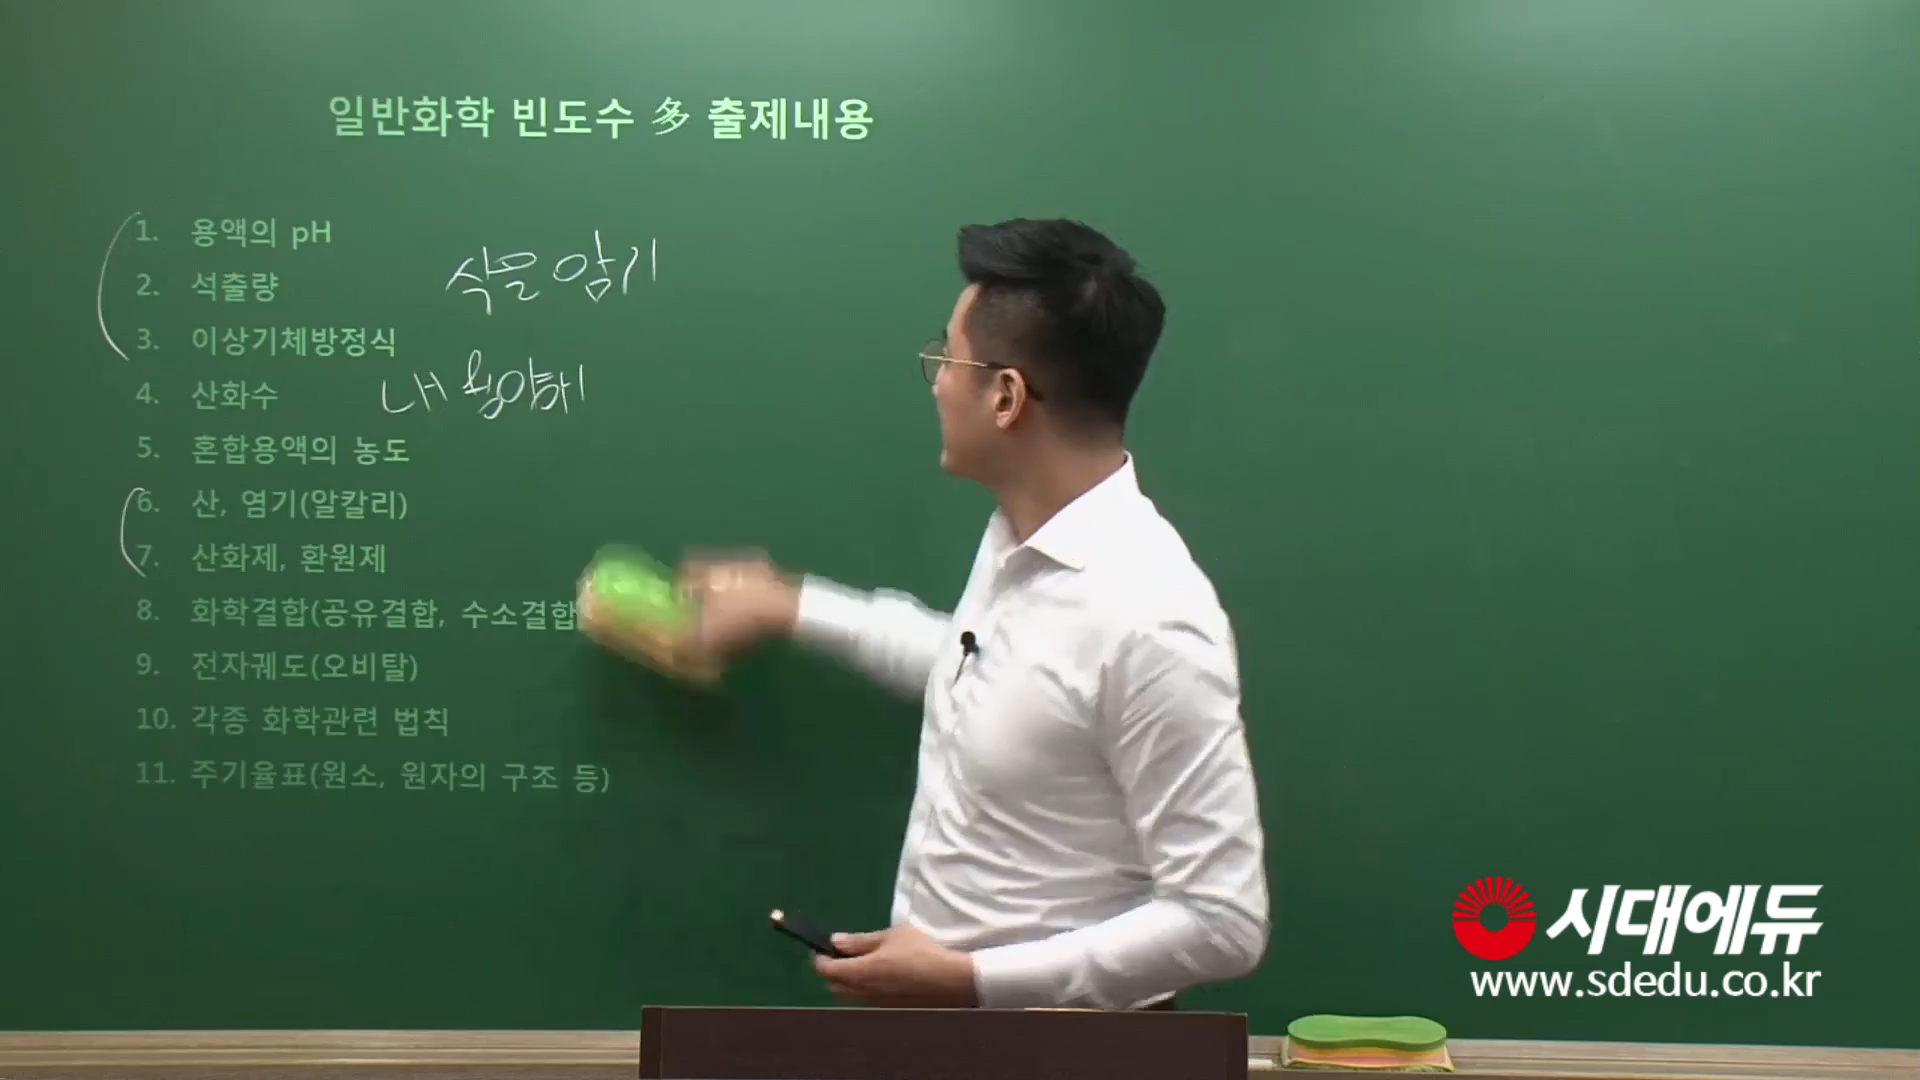 일반화학 빈도수 多 출제내용
1. 용액의 pH
2. 석출량
3. 이상기체방정식
4. 산화수
5. 혼합용액의 농도
6. 산, 염기(알칼리)
7. 산화제, 환원제
8. 화학결합(공유결합, 수소결합
9. 전자궤도(오비탈)
10. 각종 화학관련 법칙
11. 주기율표(원소, 원자의 구조 등)
식은 암기
시대에듀
www.sdedu.co.kr